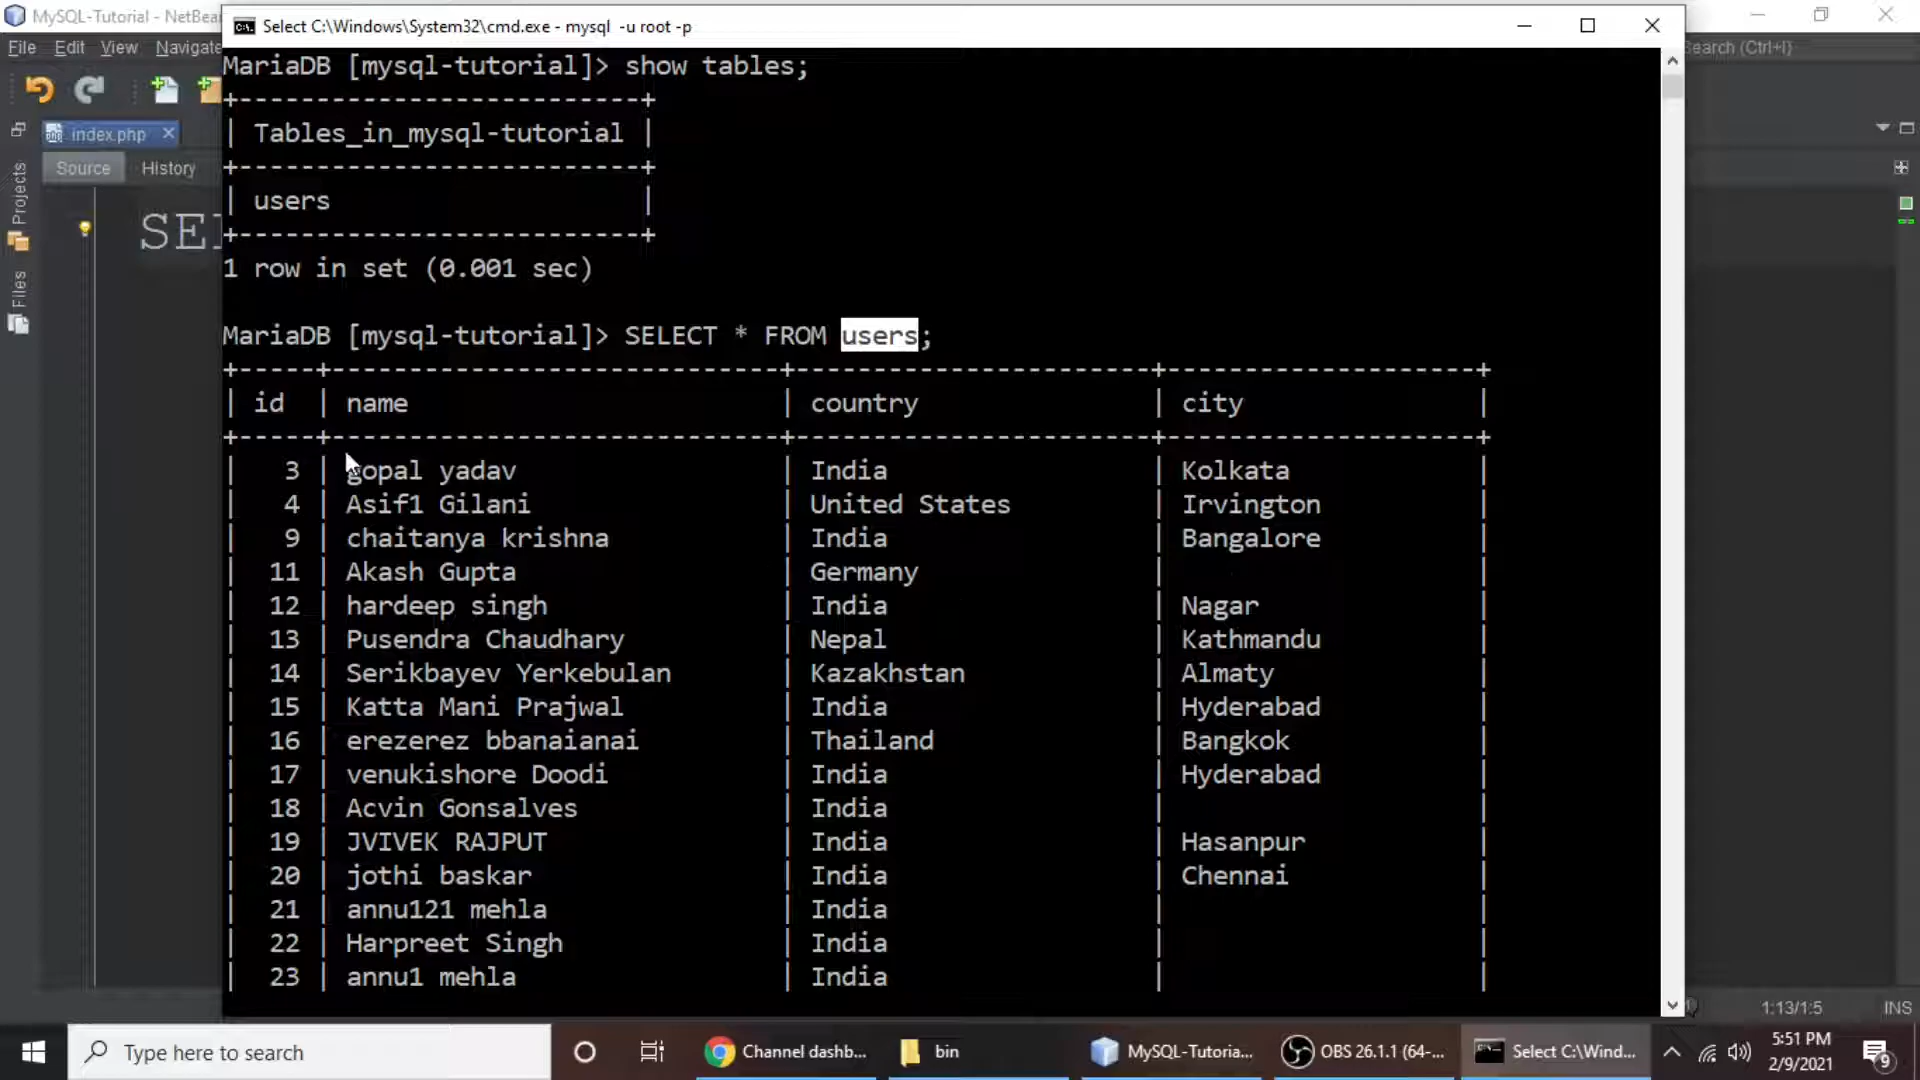 MySQL-Tutorial - NetBea
Select C:\Windows\System32\cmd.exe - mysql -u root -p
File Edit View Navigate
Search (Ctrl+I)
index.php
Source History
Projects
Files
SE
MariaDB [mysql-tutorial]> show tables;
+---------------------------+
| Tables_in_mysql-tutorial |
+---------------------------+
| users |
+---------------------------+
1 row in set (0.001 sec)
MariaDB [mysql-tutorial]> SELECT * FROM users;
+-----+-----------------------------+-----------------------+--------------------+
| id | name | country | city |
+-----+-----------------------------+-----------------------+--------------------+
| 3 | gopal yadav | India | Kolkata |
| 4 | Asif1 Gilani | United States | Irvington |
| 9 | chaitanya krishna | India | Bangalore |
| 11 | Akash Gupta | Germany | |
| 12 | hardeep singh | India | Nagar |
| 13 | Pusendra Chaudhary | Nepal | Kathmandu |
| 14 | Serikbayev Yerkebulan | Kazakhstan | Almaty |
| 15 | Katta Mani Prajwal | India | Hyderabad |
| 16 | erezerez bbanaianai | Thailand | Bangkok |
| 17 | venukishore Doodi | India | Hyderabad |
| 18 | Acvin Gonsalves | India | |
| 19 | JVIVEK RAJPUT | India | Hasanpur |
| 20 | jothi baskar | India | Chennai |
| 21 | annu121 mehla | India | |
| 22 | Harpreet Singh | India | |
| 23 | annu1 mehla | India | |
1:13/1:5 INS
Type here to search
Channel dashb...
bin
MySQL-Tutoria...
OBS 26.1.1 (64-...
Select C:\Wind...
5:51 PM
2/9/2021
9